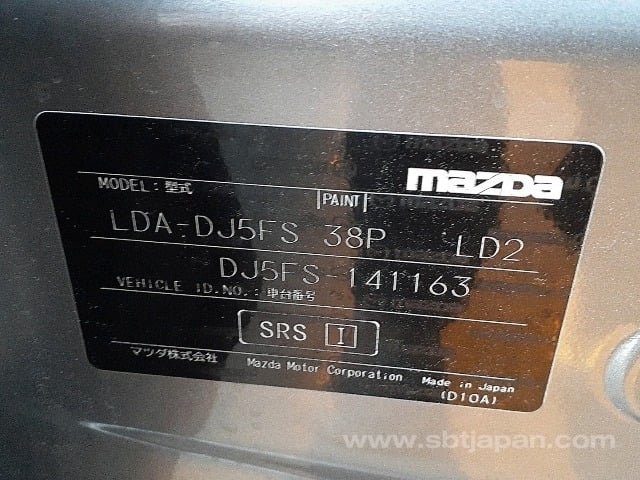 mazda
MODEL: 型式 PAINT
LDA-DJ5FS 38P LD2
DJ5FS-141163
VEHICLE ID.NO. 車台番号
SRS I
マツダ株式会社 Mazda Motor Corporation Made in Japan
(D10A)
www.sbtjapan.com